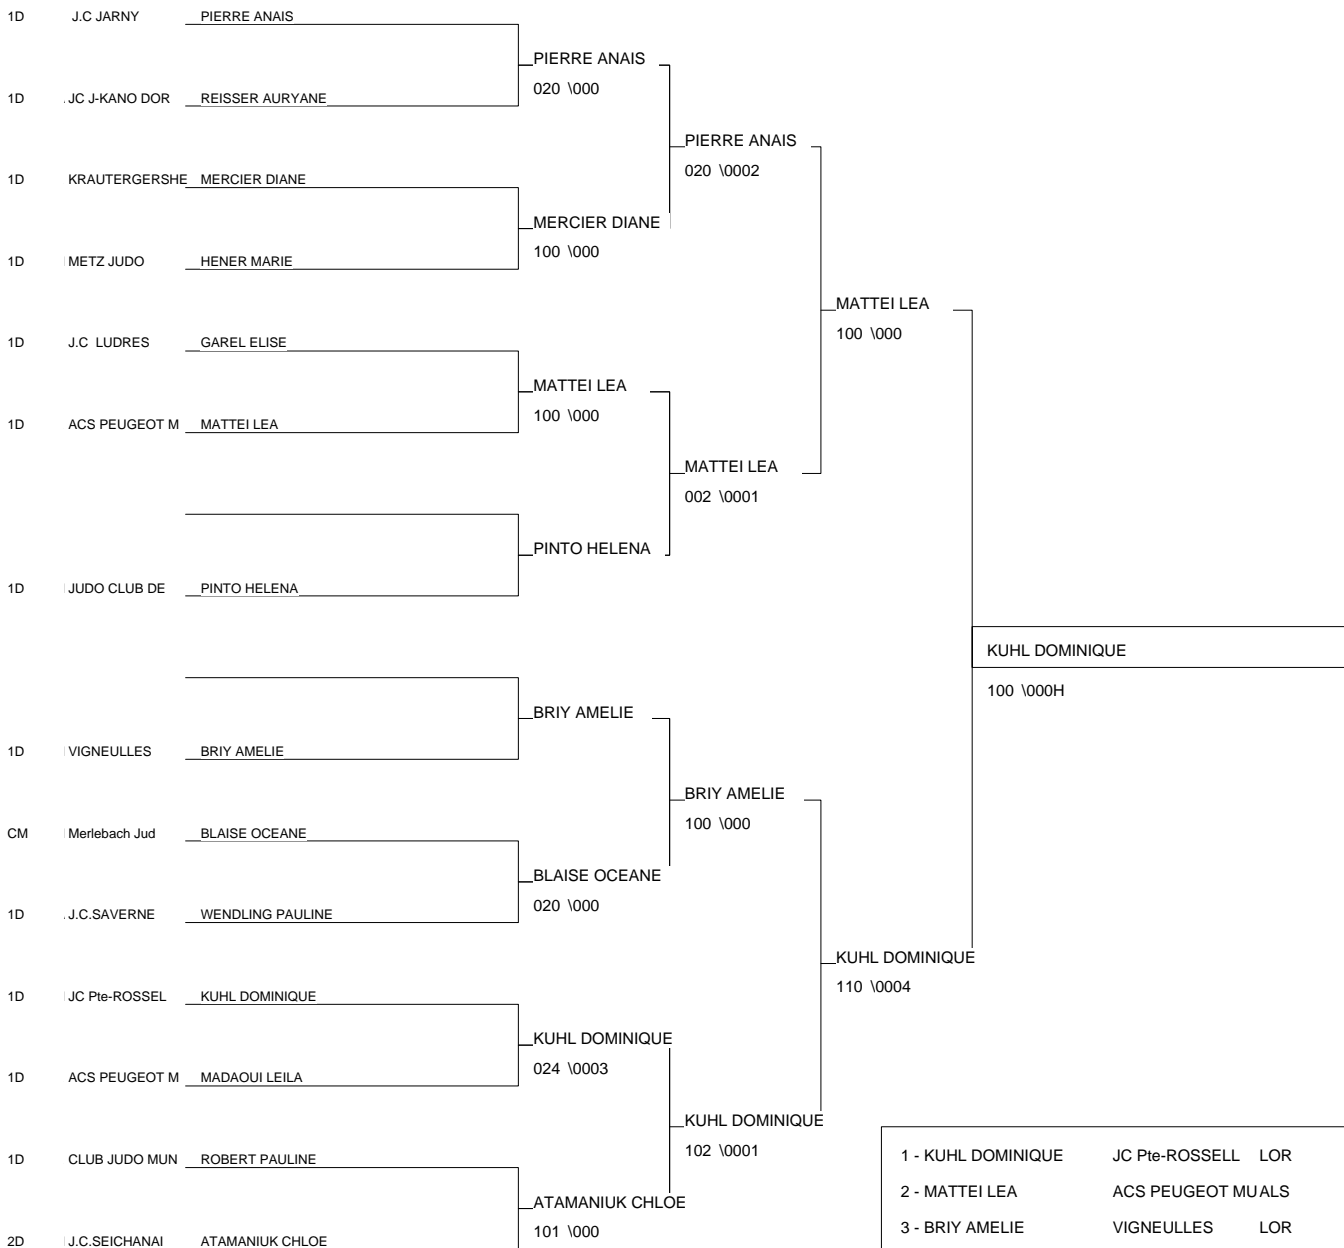 1D J.C JARNY PIERRE ANAIS
PIERRE ANAIS
020 \000
1D JC J-KANO DOR REISSER AURYANE
PIERRE ANAIS
020 \0002
1D KRAUTERGERSHE MERCIER DIANE
MERCIER DIANE
100 \000
1D METZ JUDO HENER MARIE
MATTEI LEA
100 \000
1D J.C LUDRES GAREL ELISE
MATTEI LEA
100 \000
1D ACS PEUGEOT M MATTEI LEA
MATTEI LEA
002 \0001
PINTO HELENA
1D JUDO CLUB DE PINTO HELENA
KUHL DOMINIQUE
100 \000H
BRIY AMELIE
1D VIGNEULLES BRIY AMELIE
BRIY AMELIE
100 \000
CM Merlebach Jud BLAISE OCEANE
BLAISE OCEANE
020 \000
1D J.C.SAVERNE WENDLING PAULINE
KUHL DOMINIQUE
110 \0004
1D JC Pte-ROSSEL KUHL DOMINIQUE
KUHL DOMINIQUE
024 \0003
1D ACS PEUGEOT M MADAOUI LEILA
KUHL DOMINIQUE
102 \0001
1D CLUB JUDO MUN ROBERT PAULINE
ATAMANIUK CHLOE
101 \000
2D J.C.SEICHANAI ATAMANIUK CHLOE
1 - KUHL DOMINIQUE JC Pte-ROSSELL LOR
2 - MATTEI LEA ACS PEUGEOT MU ALS
3 - BRIY AMELIE VIGNEULLES LOR